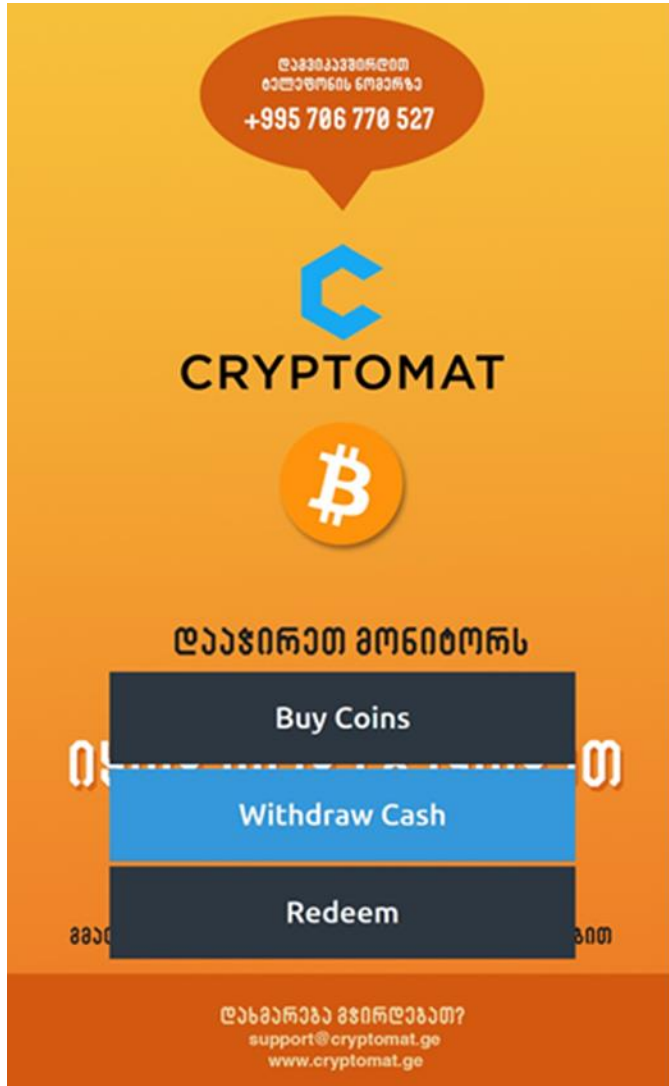 დაგვიკავშირდით
ტელეფონის ნომერზე
+995 706 770 527
CRYPTOMAT
დააჭირეთ მონიტორს
Buy Coins
Withdraw Cash
Redeem
დახმარება გჭირდებათ?
support@cryptomat.ge
www.cryptomat.ge